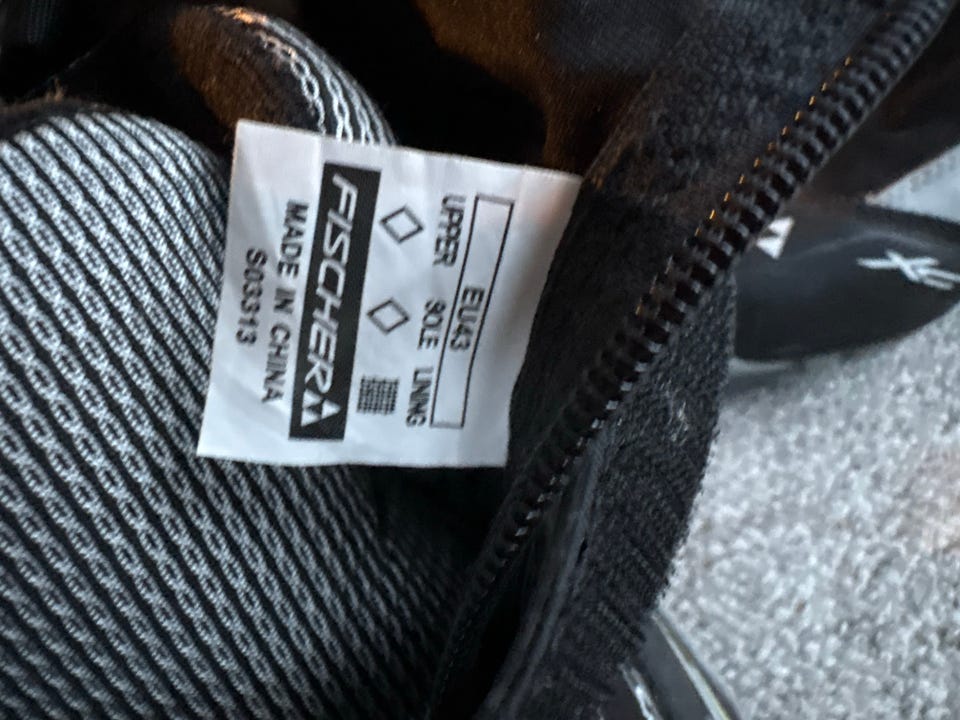 EU43
UPPER SOLE LINING
FISCHER
MADE IN CHINA
S03313